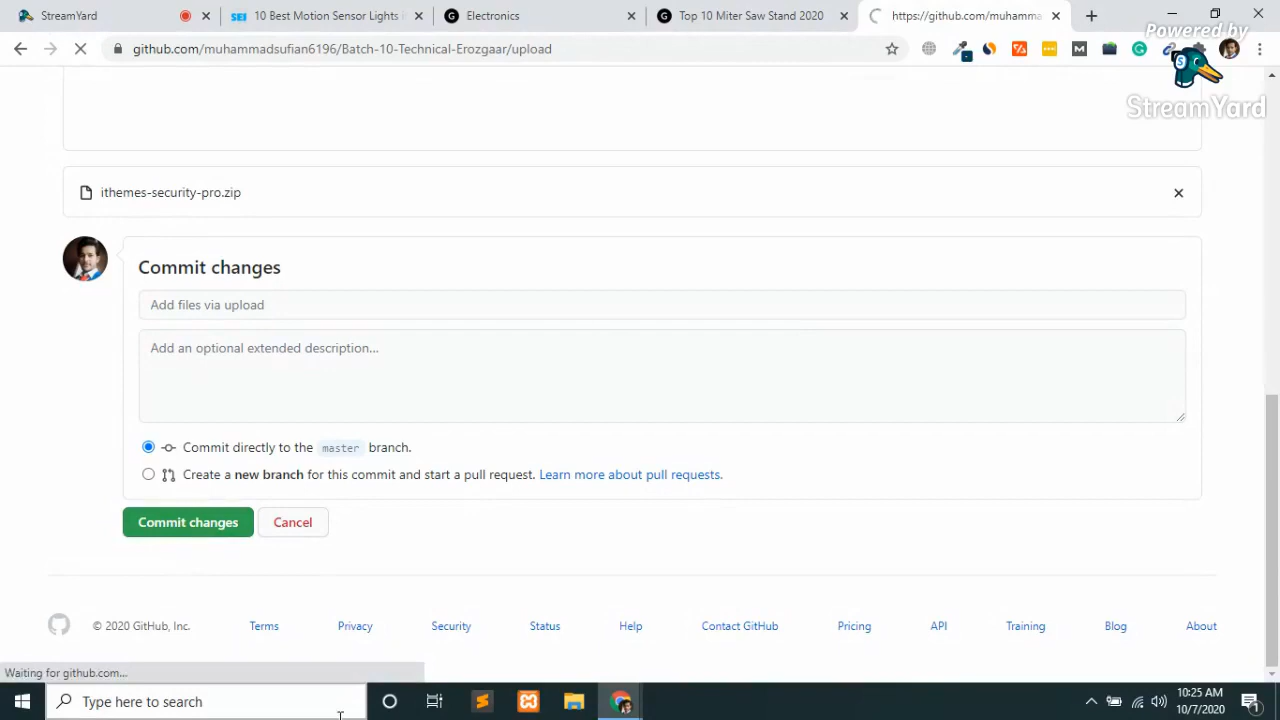 StreamYard
10 Best Motion Sensor Lights
Electronics
Top 10 Miter Saw Stand 2020
https://github.com/muhamma
github.com/muhammadsufian6196/Batch-10-Technical-Erozgaar/upload
Powered by
StreamYard
ithemes-security-pro.zip
Commit changes
Add files via upload
Add an optional extended description...
Commit directly to the master branch.
Create a new branch for this commit and start a pull request. Learn more about pull requests.
Commit changes Cancel
© 2020 GitHub, Inc. Terms Privacy Security Status Help Contact GitHub Pricing API Training Blog About
Waiting for github.com...
Type here to search
10:25 AM
10/7/2020